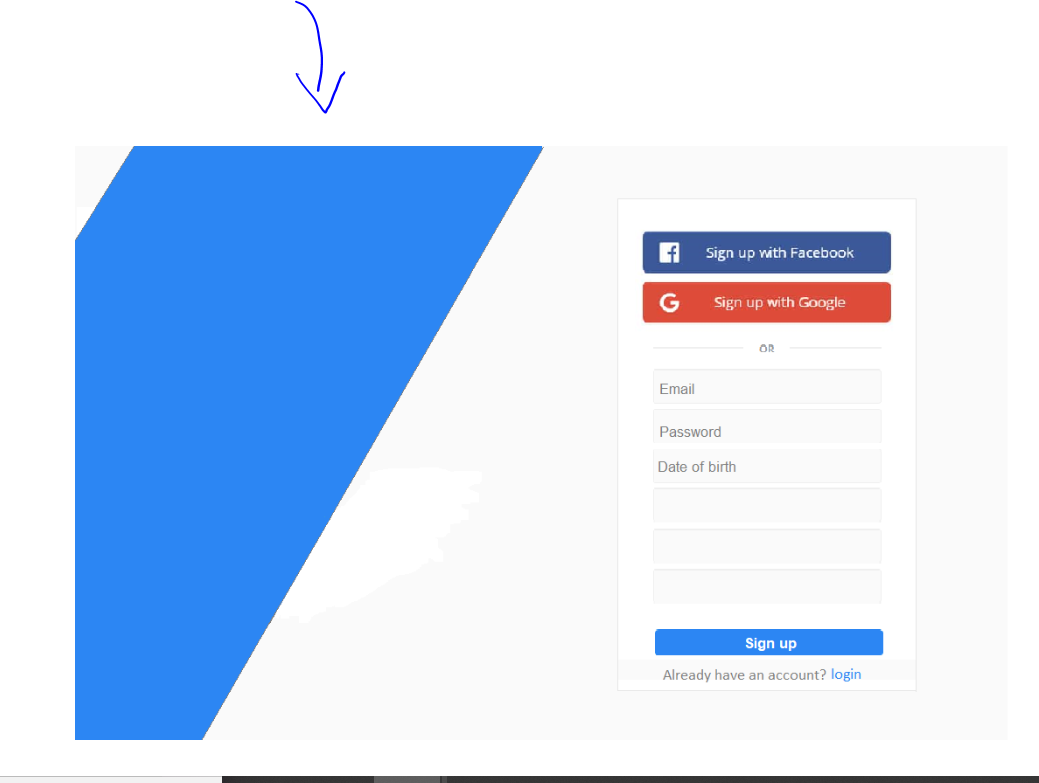 Sign up with Facebook
Sign up with Google
OR
Email
Password
Date of birth
Sign up
Already have an account? login